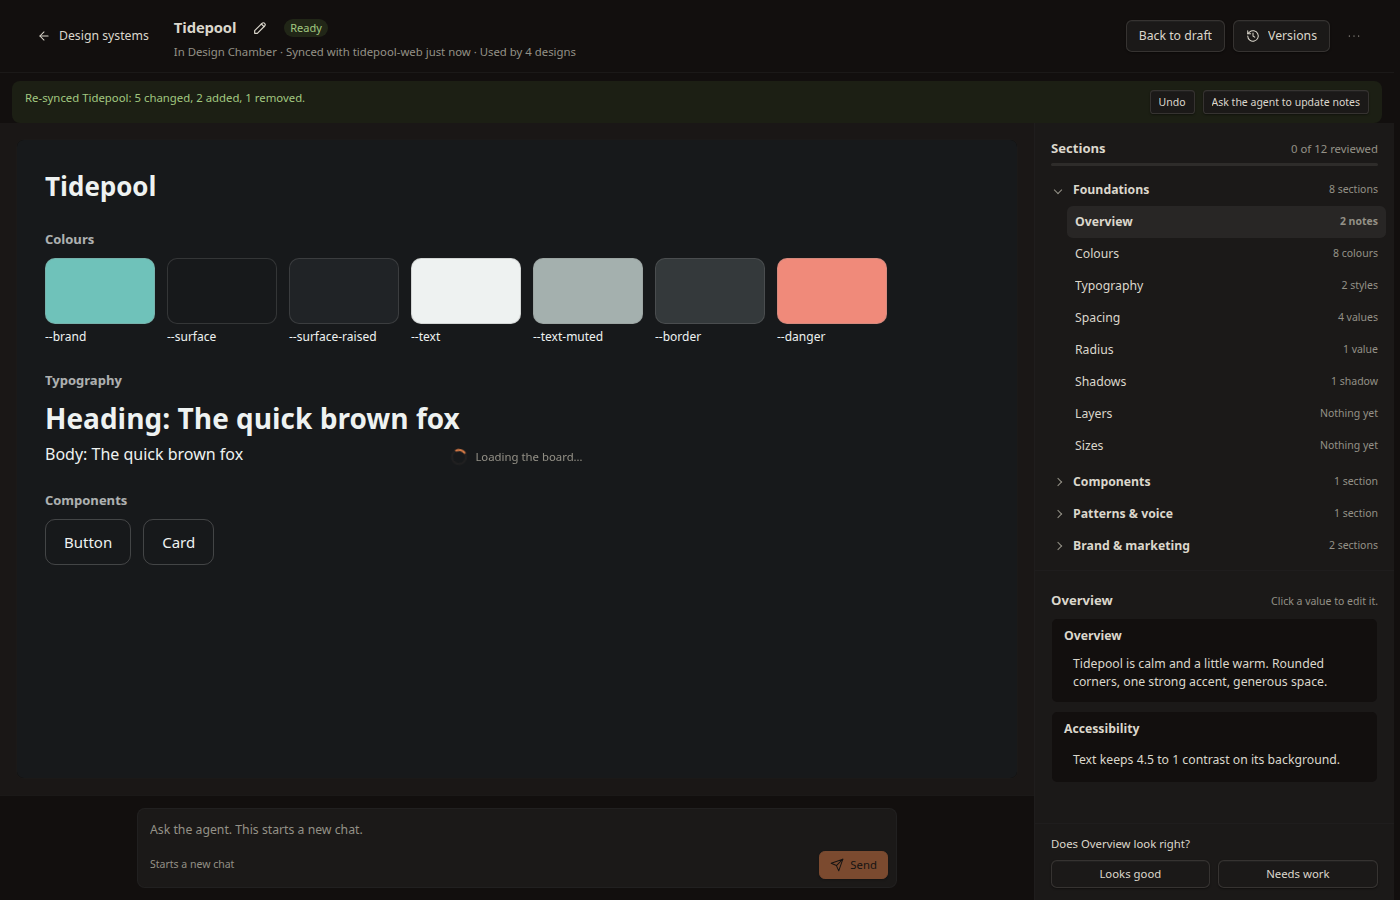 Design systems
Tidepool
Ready
In Design Chamber · Synced with tidepool-web just now · Used by 4 designs
Back to draft
Versions
Re-synced Tidepool: 5 changed, 2 added, 1 removed.
Undo
Ask the agent to update notes
Tidepool
Colours
--brand
--surface
--surface-raised
--text
--text-muted
--border
--danger
Typography
Heading: The quick brown fox
Body: The quick brown fox
Loading the board...
Components
Button
Card
Ask the agent. This starts a new chat.
Starts a new chat
Send
Sections
0 of 12 reviewed
Foundations
8 sections
Overview
2 notes
Colours
8 colours
Typography
2 styles
Spacing
4 values
Radius
1 value
Shadows
1 shadow
Layers
Nothing yet
Sizes
Nothing yet
Components
1 section
Patterns & voice
1 section
Brand & marketing
2 sections
Overview
Click a value to edit it.
Overview
Tidepool is calm and a little warm. Rounded
corners, one strong accent, generous space.
Accessibility
Text keeps 4.5 to 1 contrast on its background.
Does Overview look right?
Looks good
Needs work